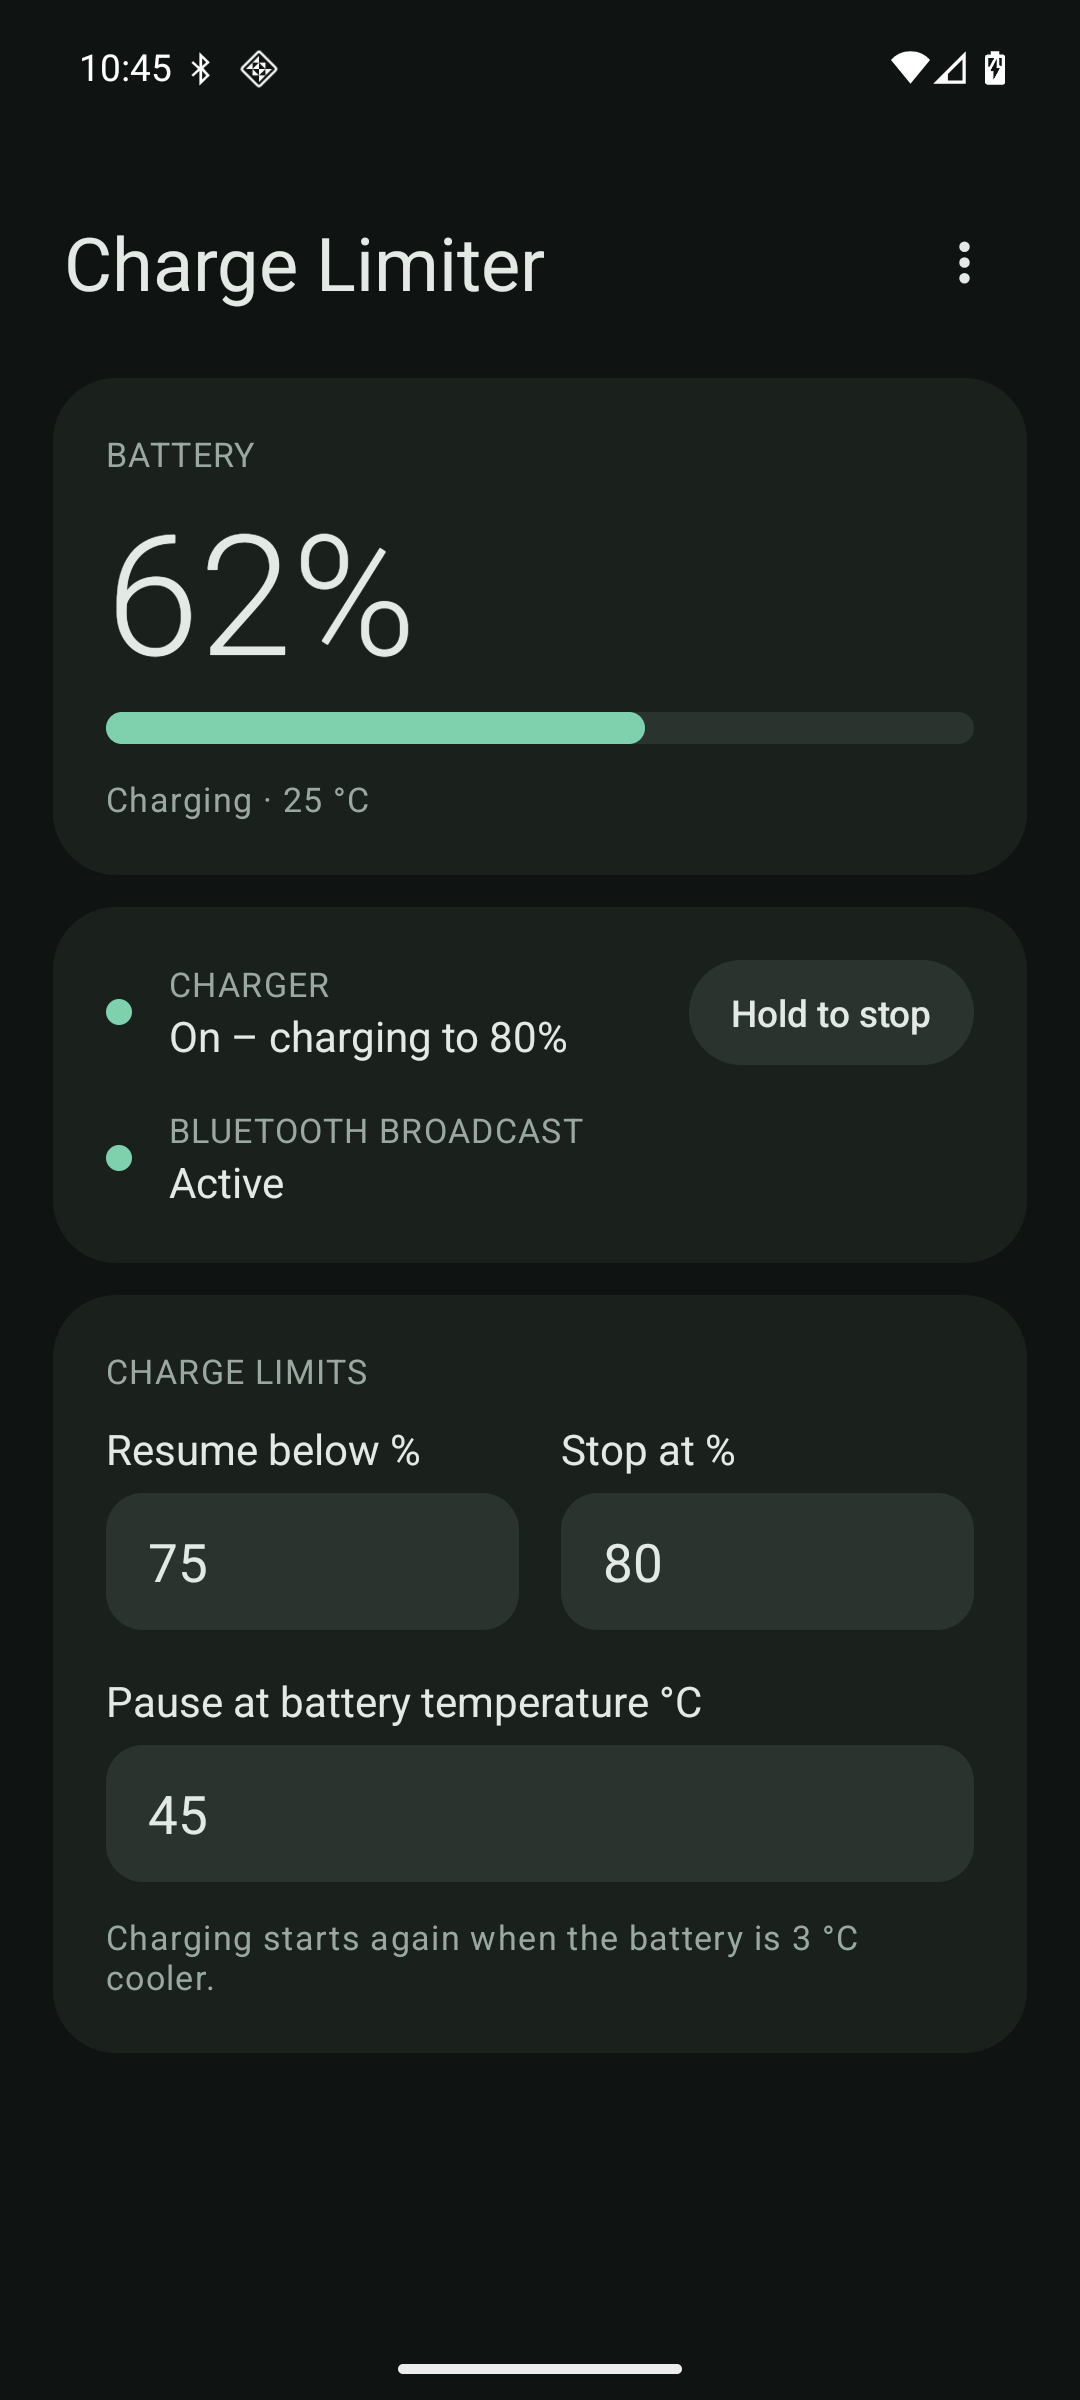 10:45
Charge Limiter
BATTERY
62%
Charging · 25 °C
CHARGER
On – charging to 80%
Hold to stop
BLUETOOTH BROADCAST
Active
CHARGE LIMITS
Resume below %
Stop at %
75
80
Pause at battery temperature °C
45
Charging starts again when the battery is 3 °C
cooler.